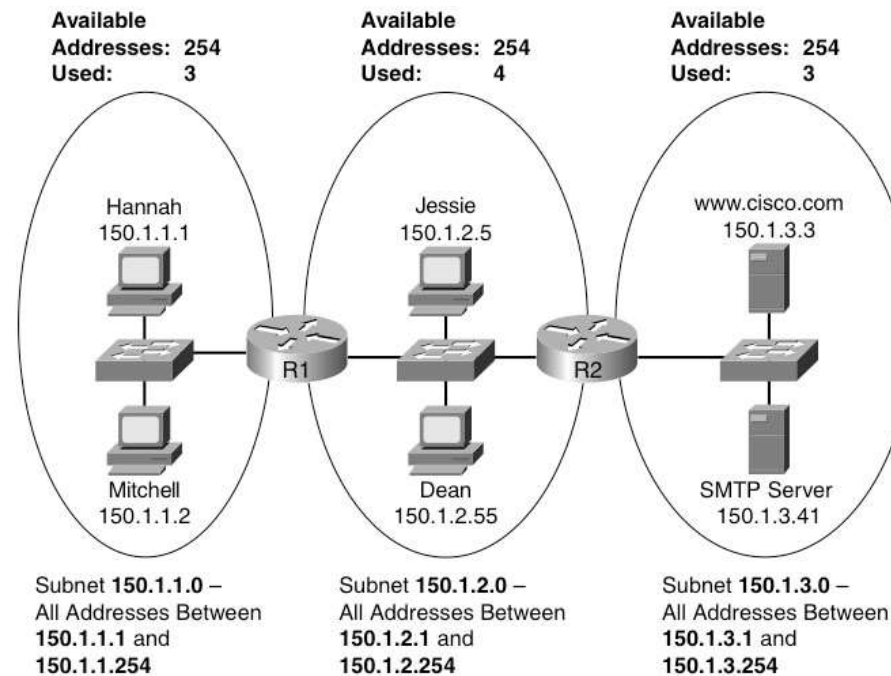 Available
Addresses: 254
Used: 3
Available
Addresses: 254
Used: 4
Available
Addresses: 254
Used: 3
Hannah
150.1.1.1
Jessie
150.1.2.5
www.cisco.com
150.1.3.3
R1
R2
Mitchell
150.1.1.2
Dean
150.1.2.55
SMTP Server
150.1.3.41
Subnet 150.1.1.0 –
All Addresses Between
150.1.1.1 and
150.1.1.254
Subnet 150.1.2.0 –
All Addresses Between
150.1.2.1 and
150.1.2.254
Subnet 150.1.3.0 –
All Addresses Between
150.1.3.1 and
150.1.3.254